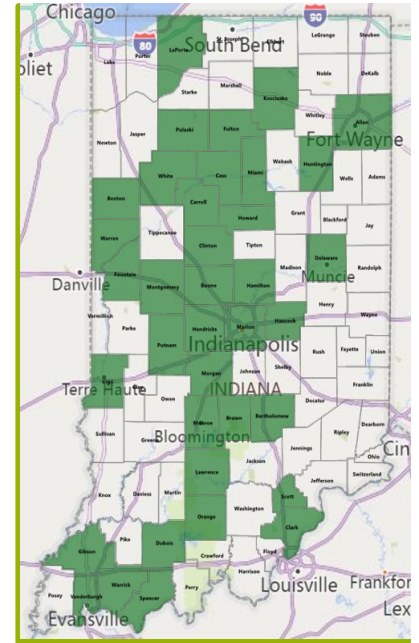 Chicago
90
80
South Bend
LaPorte
St. Joseph
LaGrange
Steuben
Porter
Lake
oliet
Noble
DeKalb
Starke
Marshall
Kosciusko
Whitley
Allen
Fort Wayne
Newton
Jasper
Pulaski
Fulton
Wabash
Huntington
Wells
Adams
White
Cass
Miami
Benton
Carroll
Howard
Grant
Blackford
Jay
Warren
Tippecanoe
Clinton
Tipton
Delaware
Muncie
Madison
Randolph
Fountain
Danville
Montgomery
Boone
Hamilton
Henry
Wayne
Vermillion
Parke
Putnam
Hendricks
Marion
Hancock
Indianapolis
Rush
Fayette
Union
Morgan
Johnson
Shelby
Franklin
Vigo
Terre Haute
Owen
INDIANA
Decatur
Monroe
Brown
Bartholomew
Sullivan
Greene
Bloomington
Ripley
Dearborn
Cin
Ohio
Jennings
Switzerland
Jackson
Jefferson
Lawrence
Knox
Daviess
Martin
Scott
Orange
Washington
Clark
Gibson
Pike
Dubois
Crawford
Floyd
Harrison
Louisville
Frankfor
Posey
Vanderburgh
Warrick
Spencer
Perry
Evansville
Lex